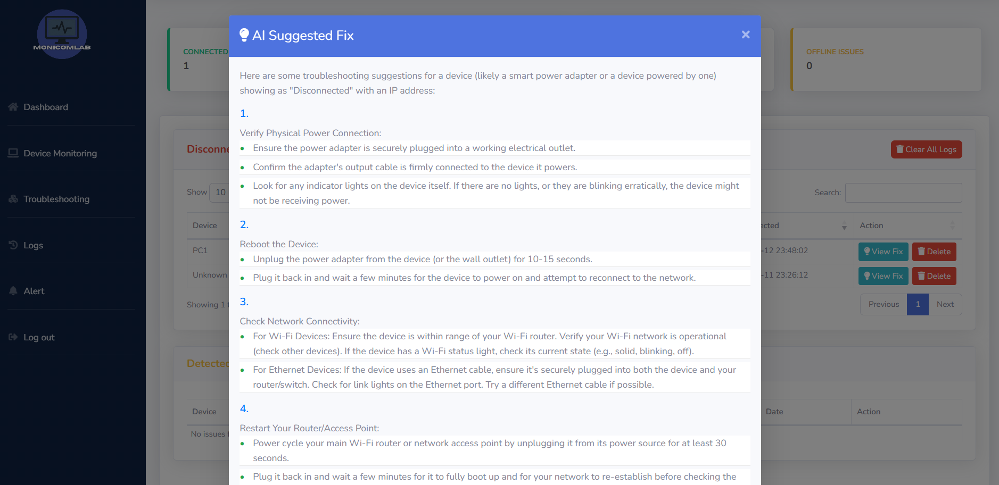 MONICOMLAB
Dashboard
Device Monitoring
Troubleshooting
Logs
Alert
Log out
CONNECTED
1
OFFLINE ISSUES
0
AI Suggested Fix
×
Here are some troubleshooting suggestions for a device (likely a smart power adapter or a device powered by one)
showing as "Disconnected" with an IP address:
1.
Verify Physical Power Connection:
Ensure the power adapter is securely plugged into a working electrical outlet.
Confirm the adapter's output cable is firmly connected to the device it powers.
Look for any indicator lights on the device itself. If there are no lights, or they are blinking erratically, the device might
not be receiving power.
2.
Reboot the Device:
Unplug the power adapter from the device (or the wall outlet) for 10-15 seconds.
Plug it back in and wait a few minutes for the device to power on and attempt to reconnect to the network.
3.
Check Network Connectivity:
For Wi-Fi Devices: Ensure the device is within range of your Wi-Fi router. Verify your Wi-Fi network is operational
(check other devices). If the device has a Wi-Fi status light, check its current state (e.g., solid, blinking, off).
For Ethernet Devices: If the device uses an Ethernet cable, ensure it's securely plugged into both the device and your
router/switch. Check for link lights on the Ethernet port. Try a different Ethernet cable if possible.
4.
Restart Your Router/Access Point:
Power cycle your main Wi-Fi router or network access point by unplugging it from its power source for at least 30
seconds.
Plug it back in and wait a few minutes for it to fully boot up and for your network to re-establish before checking the
Disconne
Clear All Logs
Show 10
Search:
Device
ected
Action
PC1
-12 23:48:02
View Fix
Delete
Unknown
-11 23:26:12
View Fix
Delete
Showing 1 t
Previous
1
Next
Detected
Device
Date
Action
No issues f